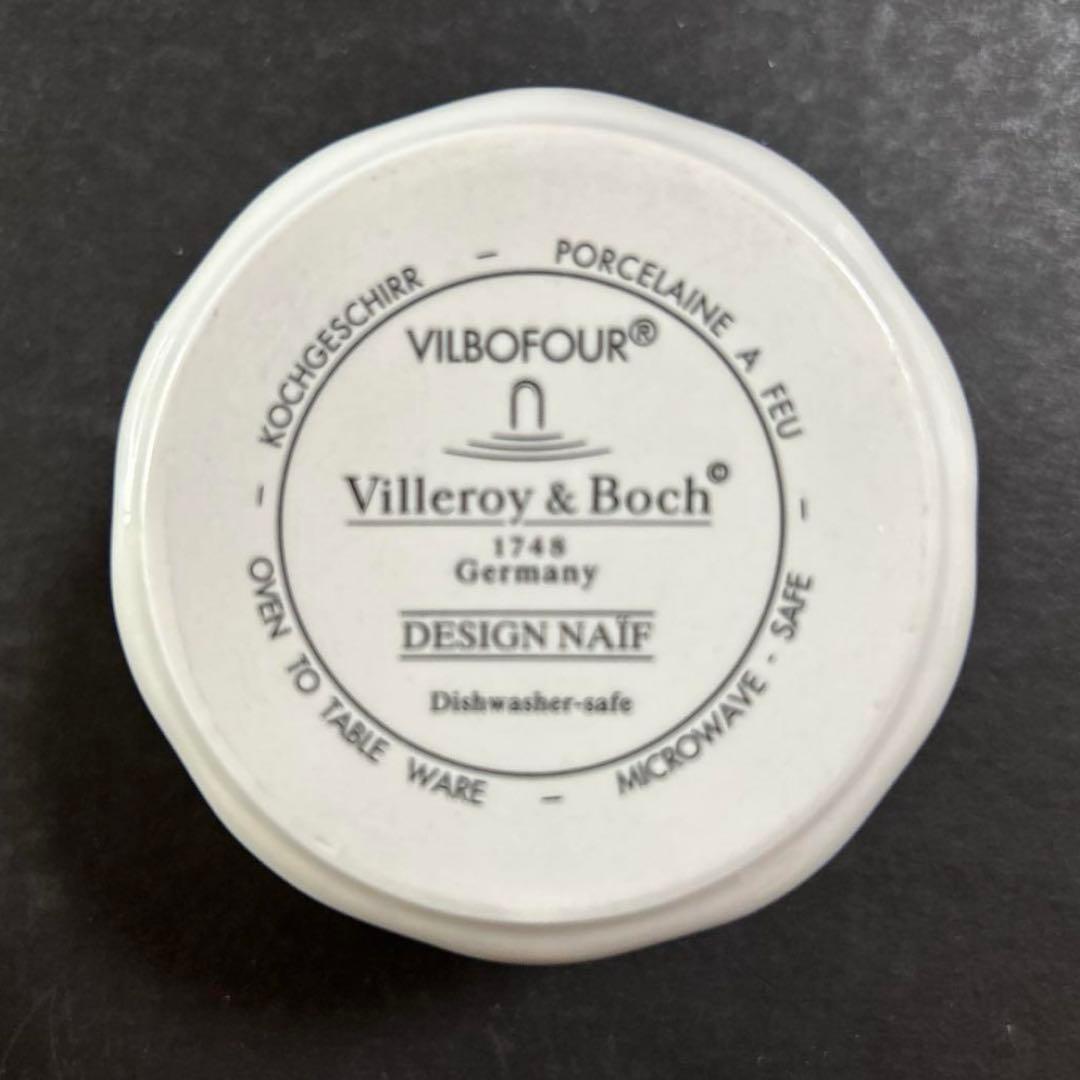 KOCHGESCHIRR – PORCELAINE A FEU –
MICROWAVE - SAFE –
OVEN TO TABLE WARE –
VILBOFOUR®
Villeroy & Boch©
1748
Germany
DESIGN NAÏF
Dishwasher-safe